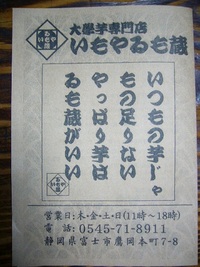 大學芋専門店
いもやるも蔵
いつもの芋じゃ
もの足りない
やっぱり芋は
るも蔵がいい
営業日:木・金・土・日(11時〜18時)
電話 0545-71-8911
静岡県富士市鷹岡本町7-8